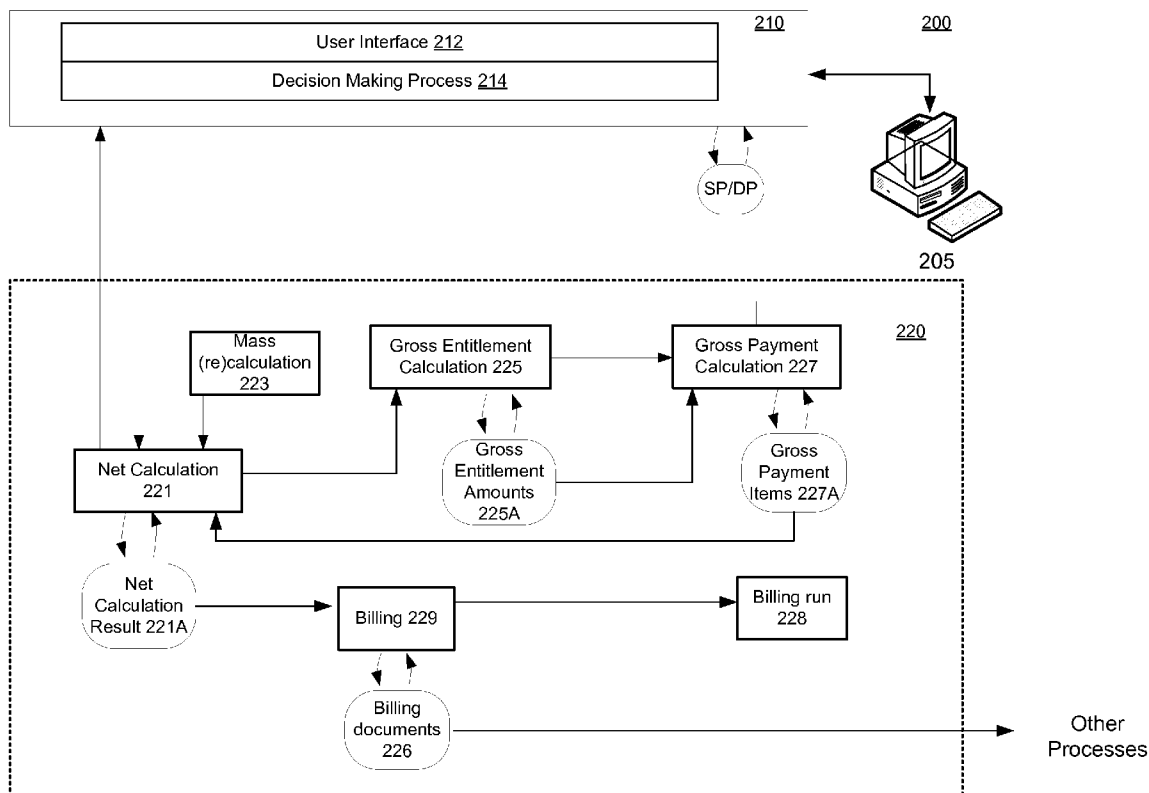 210
200
User Interface 212
Decision Making Process 214
SP/DP
205
220
Mass
(re)calculation
223
Gross Entitlement
Calculation 225
Gross Payment
Calculation 227
Net Calculation
221
Gross
Entitlement
Amounts
225A
Gross
Payment
Items 227A
Net
Calculation
Result 221A
Billing 229
Billing run
228
Billing
documents
226
Other
Processes